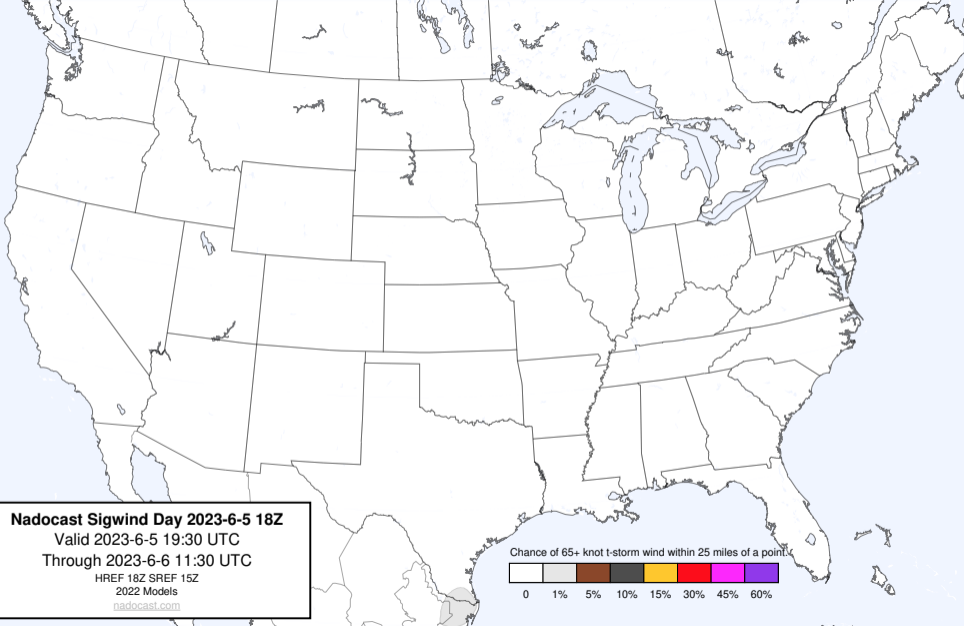 Nadocast Sigwind Day 2023-6-5 18Z
Valid 2023-6-5 19:30 UTC
Through 2023-6-6 11:30 UTC
HREF 18Z SREF 15Z
2022 Models
nadocast.com
Chance of 65+ knot t-storm wind within 25 miles of a point.
0 1% 5% 10% 15% 30% 45% 60%